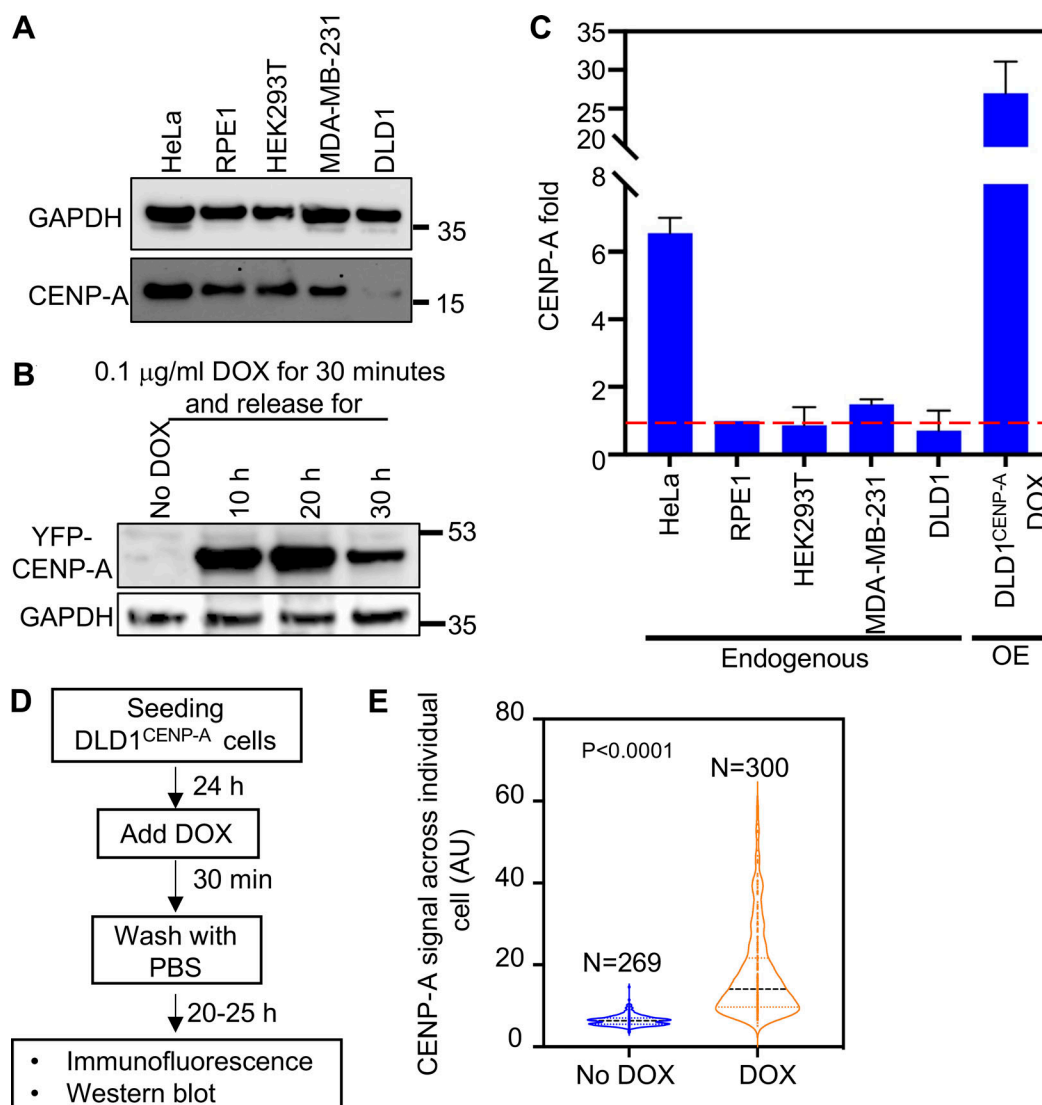 A
HeLa
RPE1
HEK293T
MDA-MB-231
DLD1
GAPDH
35
CENP-A
15
B
0.1 μg/ml DOX for 30 minutes
and release for
No DOX
10 h
20 h
30 h
YFP-
CENP-A
53
GAPDH
35
C
CENP-A fold
35
30
25
20
8
6
4
2
0
HeLa
RPE1
HEK293T
MDA-MB-231
DLD1
DLD1CENP-A
DOX
Endogenous
OE
D
Seeding
DLD1CENP-A cells
24 h
Add DOX
30 min
Wash with
PBS
20-25 h
• Immunofluorescence
• Western blot
E
CENP-A signal across individual
cell (AU)
80
60
40
20
0
P<0.0001
N=300
N=269
No DOX
DOX